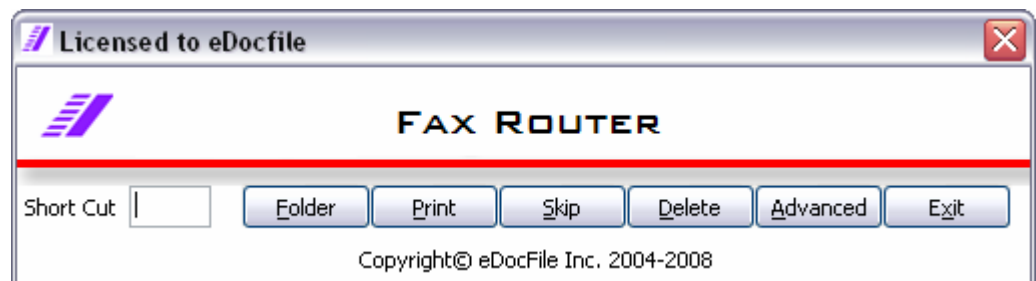 Licensed to eDocfile
FAX ROUTER
Short Cut Folder Print Skip Delete Advanced Exit
Copyright© eDocFile Inc. 2004-2008